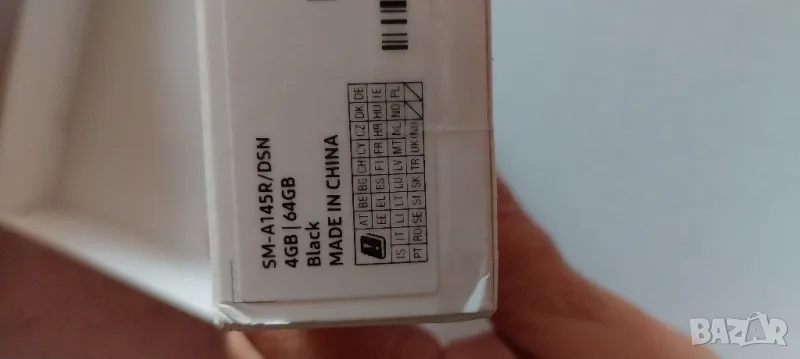 SM-A145R/DSN
4GB | 64GB
Black
MADE IN CHINA
AT BE BG CH CY CZ DK DE
EE EL ES FI FR HR HU IE
IS IT LI LT LU LV MT NL NO PL
PT RO SE SI SK TR UK(NI)
BAZAR